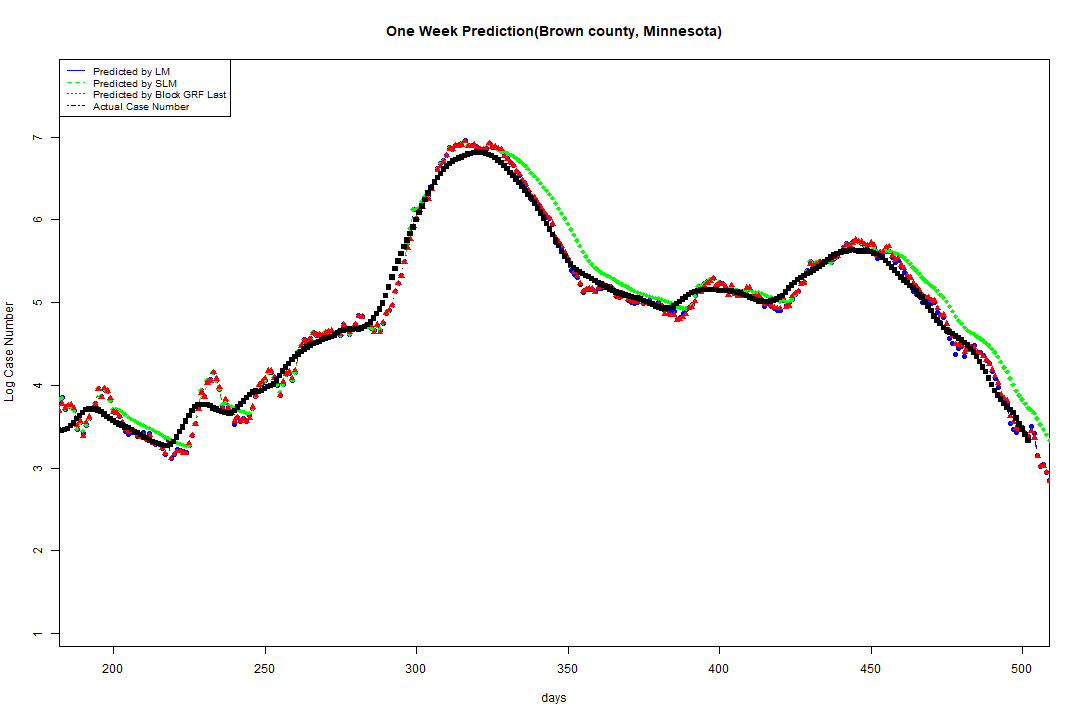 One Week Prediction(Brown county, Minnesota)
Predicted by LM
Predicted by SLM
Predicted by Block GRF Last
Actual Case Number
7
6
5
4
3
2
1
Log Case Number
200 250 300 350 400 450 500
days